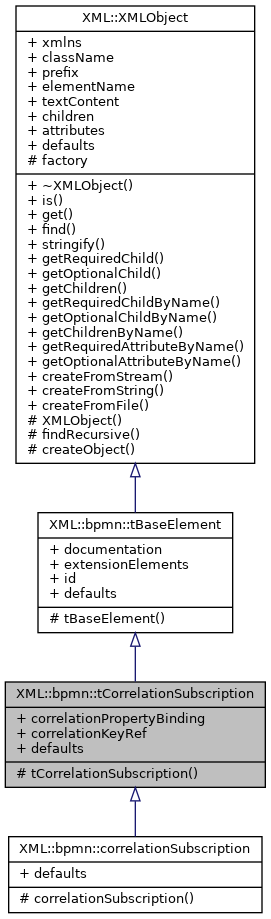 XML::XMLObject
+ xmlns
+ className
+ prefix
+ elementName
+ textContent
+ children
+ attributes
+ defaults
# factory
+ ~XMLObject()
+ is()
+ get()
+ find()
+ stringify()
+ getRequiredChild()
+ getOptionalChild()
+ getChildren()
+ getRequiredChildByName()
+ getOptionalChildByName()
+ getChildrenByName()
+ getRequiredAttributeByName()
+ getOptionalAttributeByName()
+ createFromStream()
+ createFromString()
+ createFromFile()
# XMLObject()
# findRecursive()
# createObject()
XML::bpmn::tBaseElement
+ documentation
+ extensionElements
+ id
+ defaults
# tBaseElement()
XML::bpmn::tCorrelationSubscription
+ correlationPropertyBinding
+ correlationKeyRef
+ defaults
# tCorrelationSubscription()
XML::bpmn::correlationSubscription
+ defaults
# correlationSubscription()